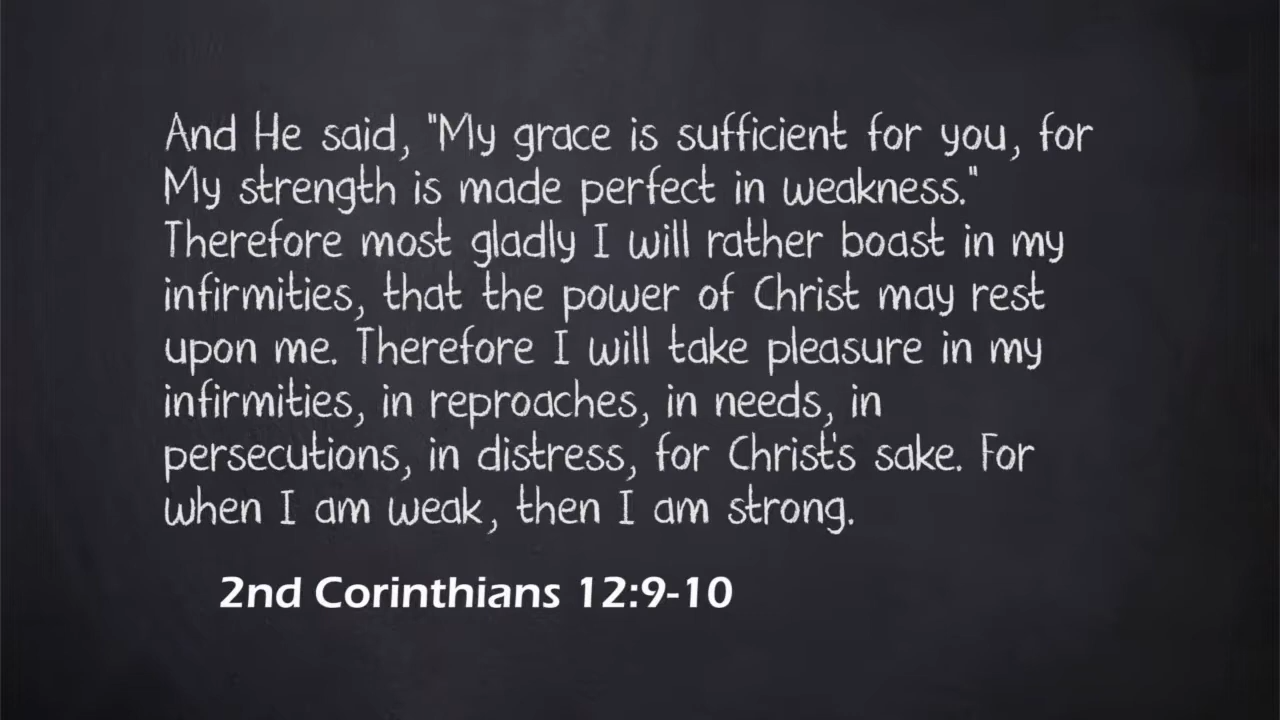 And He said, "My grace is sufficient for you, for
My strength is made perfect in weakness."
Therefore most gladly I will rather boast in my
infirmities, that the power of Christ may rest
upon me. Therefore I will take pleasure in my
infirmities, in reproaches, in needs, in
persecutions, in distress, for Christ's sake. For
when I am weak, then I am strong.
2nd Corinthians 12:9-10